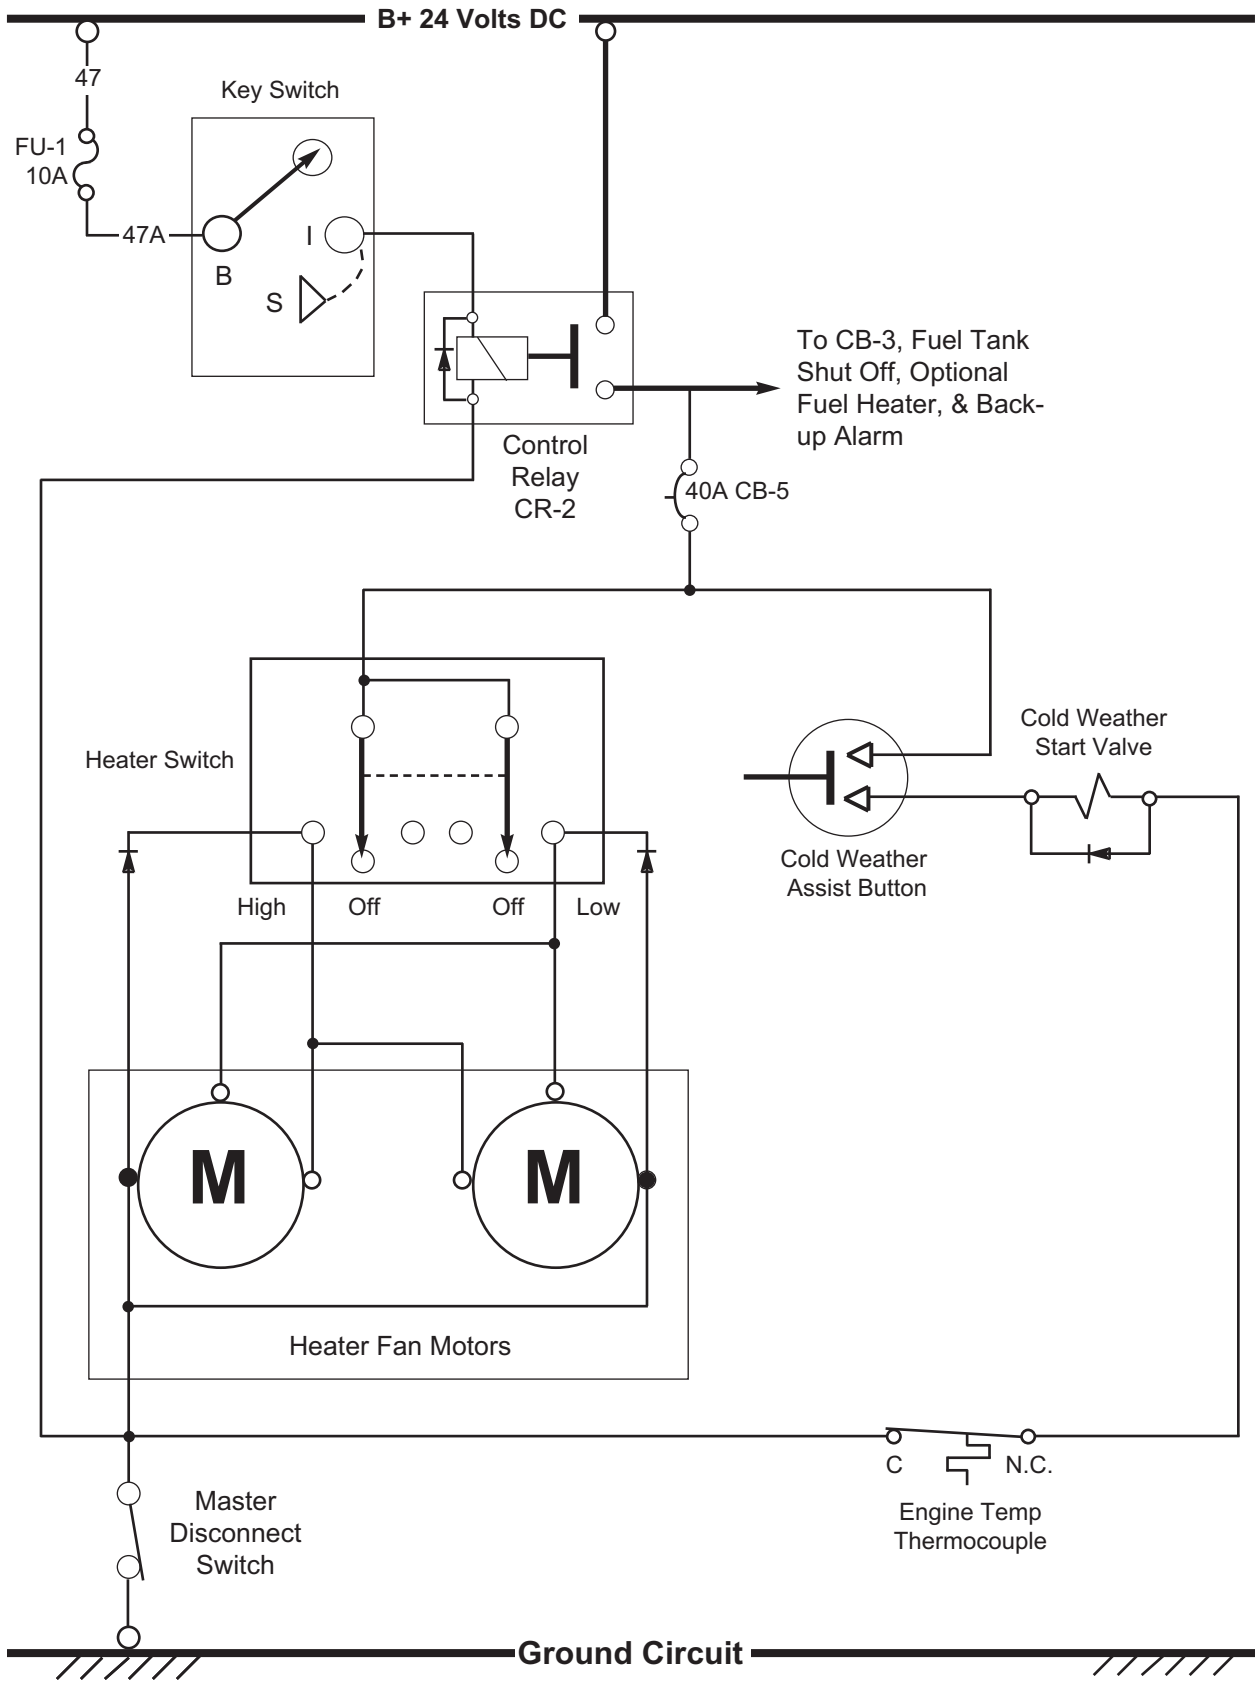 B+ 24 Volts DC
47
Key Switch
FU-1
10A
47A
I
B
S
To CB-3, Fuel Tank
Shut Off, Optional
Fuel Heater, & Back-
up Alarm
Control
Relay
CR-2
40A CB-5
Cold Weather
Start Valve
Heater Switch
Cold Weather
Assist Button
High
Off
Off
Low
M
M
Heater Fan Motors
C
N.C.
Engine Temp
Thermocouple
Master
Disconnect
Switch
Ground Circuit